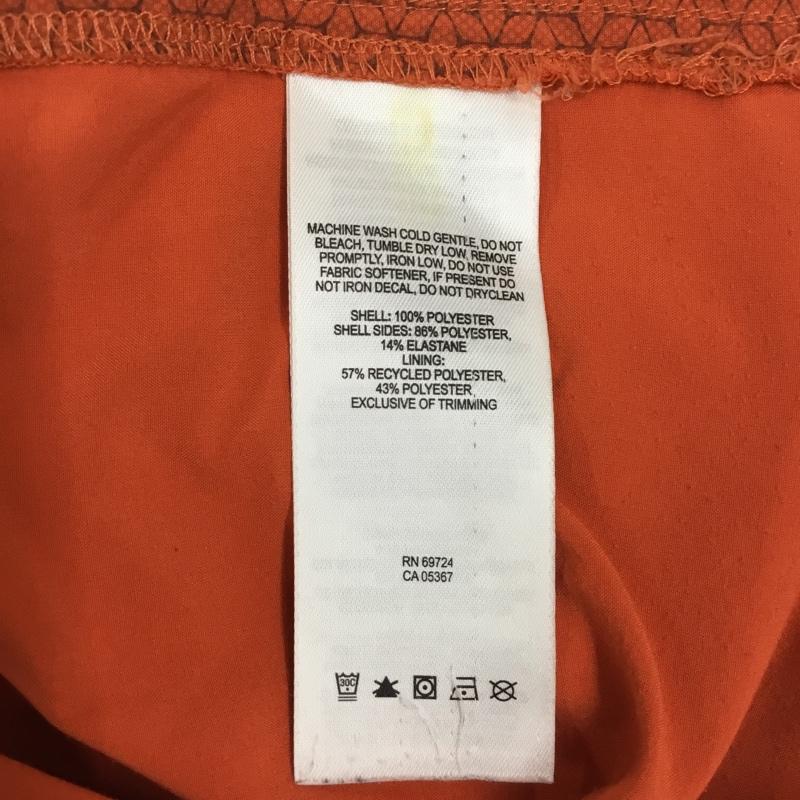 MACHINE WASH COLD GENTLE, DO NOT
BLEACH, TUMBLE DRY LOW, REMOVE
PROMPTLY, IRON LOW, DO NOT USE
FABRIC SOFTENER, IF PRESENT DO
NOT IRON DECAL, DO NOT DRYCLEAN
SHELL: 100% POLYESTER
SHELL SIDES: 86% POLYESTER,
14% ELASTANE
LINING:
57% RECYCLED POLYESTER,
43% POLYESTER
EXCLUSIVE OF TRIMMING
RN 69724
CA 05367
30C